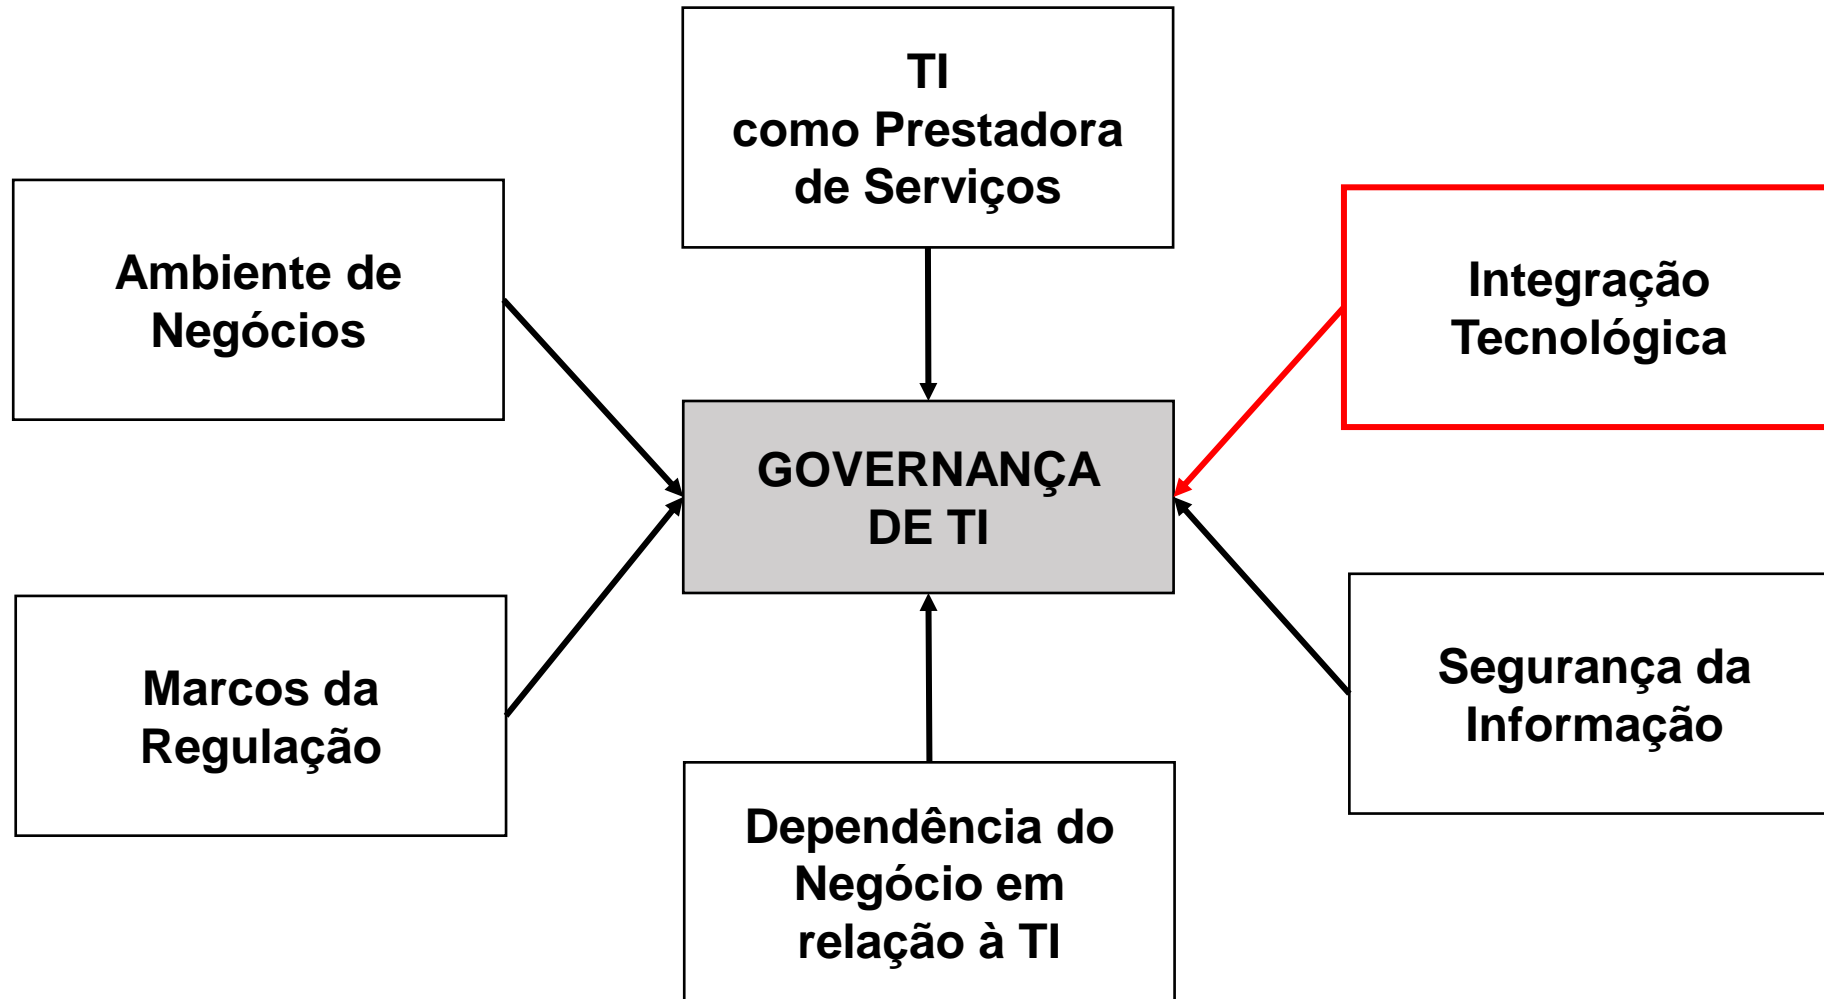 TI
como Prestadora
de Serviços
Ambiente de
Negócios
Integração
Tecnológica
GOVERNANÇA
DE TI
Marcos da
Regulação
Segurança da
Informação
Dependência do
Negócio em
relação à TI